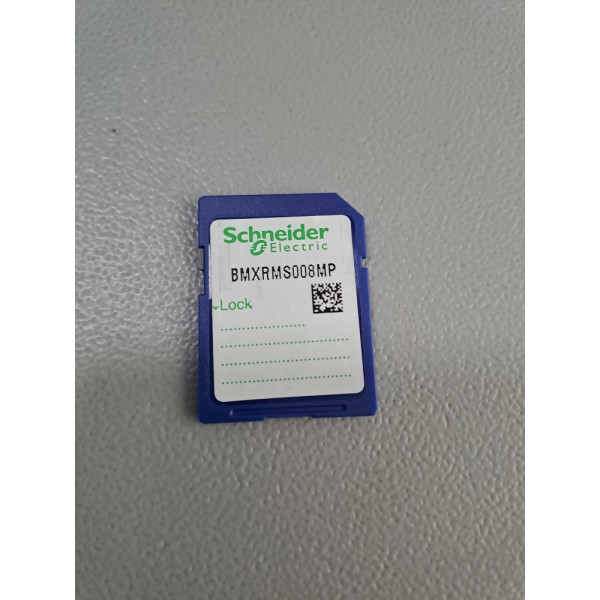 Schneider
Electric
BMXRMS008MP
Lock